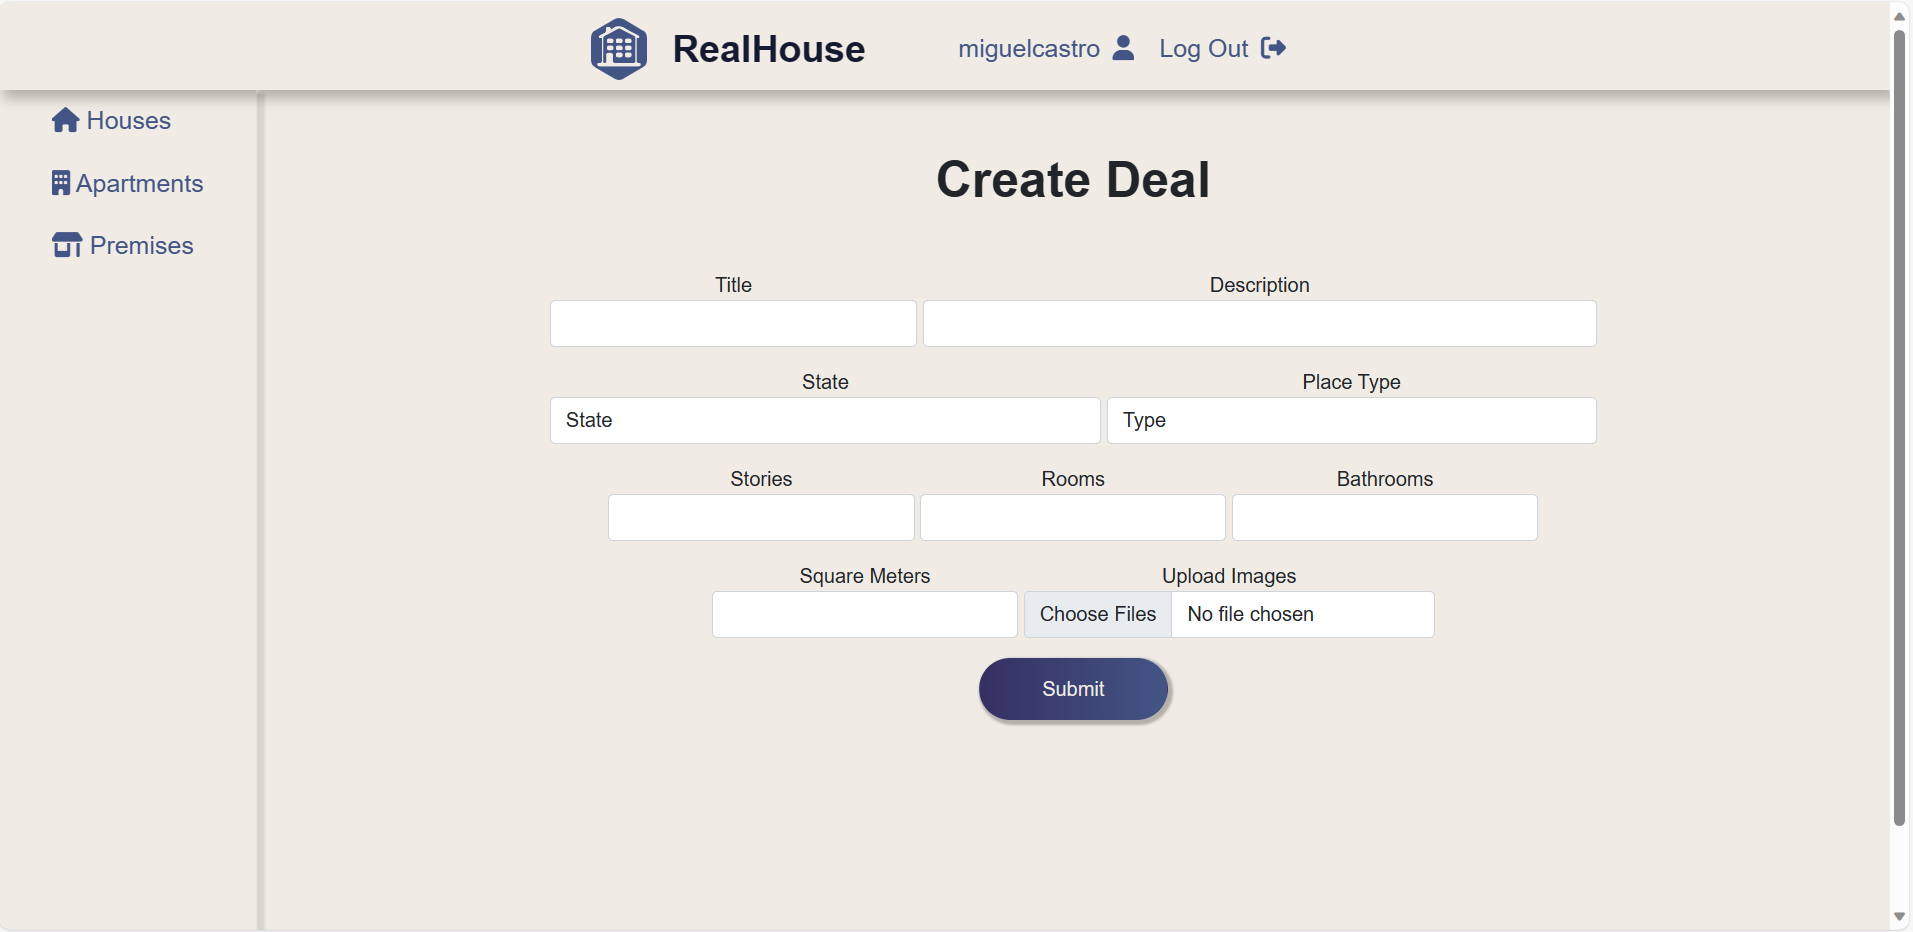 RealHouse
miguelcastro
Log Out
Houses
Apartments
Premises
Create Deal
Title
Description
State
Place Type
State
Type
Stories
Rooms
Bathrooms
Square Meters
Upload Images
Choose Files
No file chosen
Submit